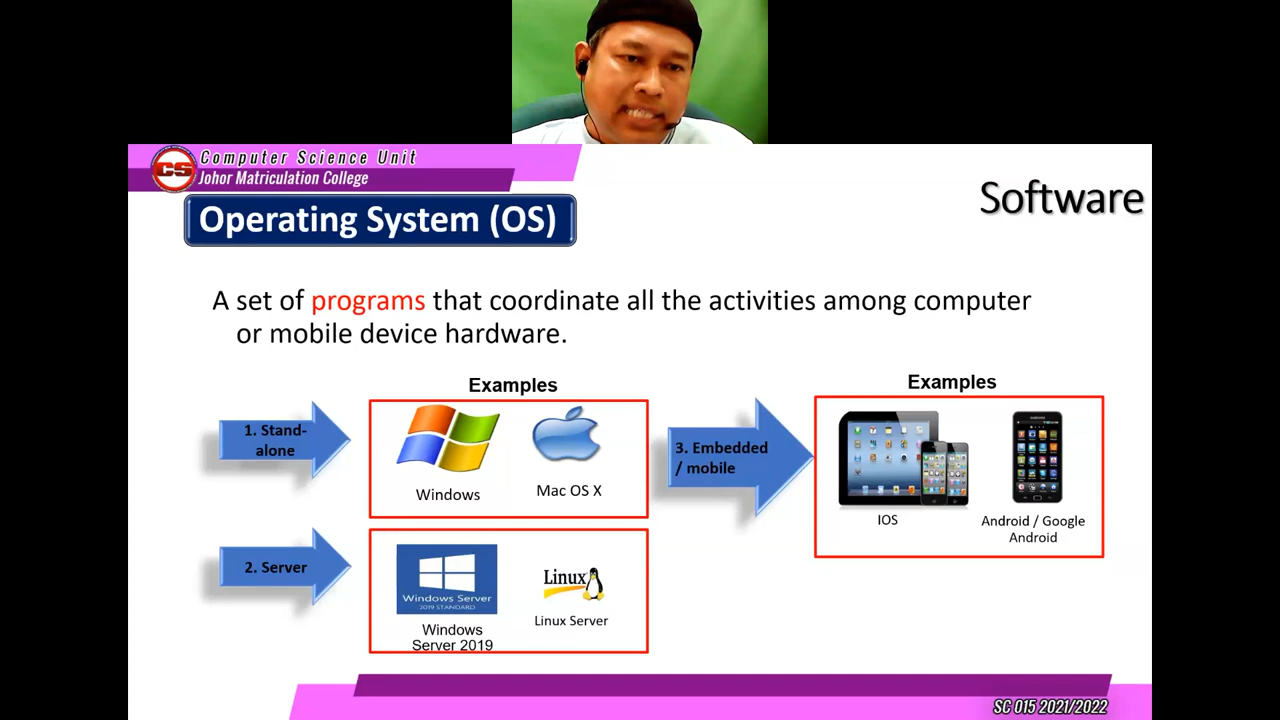 CS
Computer Science Unit
Johor Matriculation College
Software
Operating System (OS)
A set of programs that coordinate all the activities among computer
or mobile device hardware.
Examples
1. Stand-
alone
Windows
Mac OS X
2. Server
Windows Server
2019 STANDARD
Windows
Server 2019
Linux
Linux Server
Examples
3. Embedded
/ mobile
IOS
Android / Google
Android
SC 015 2021/2022